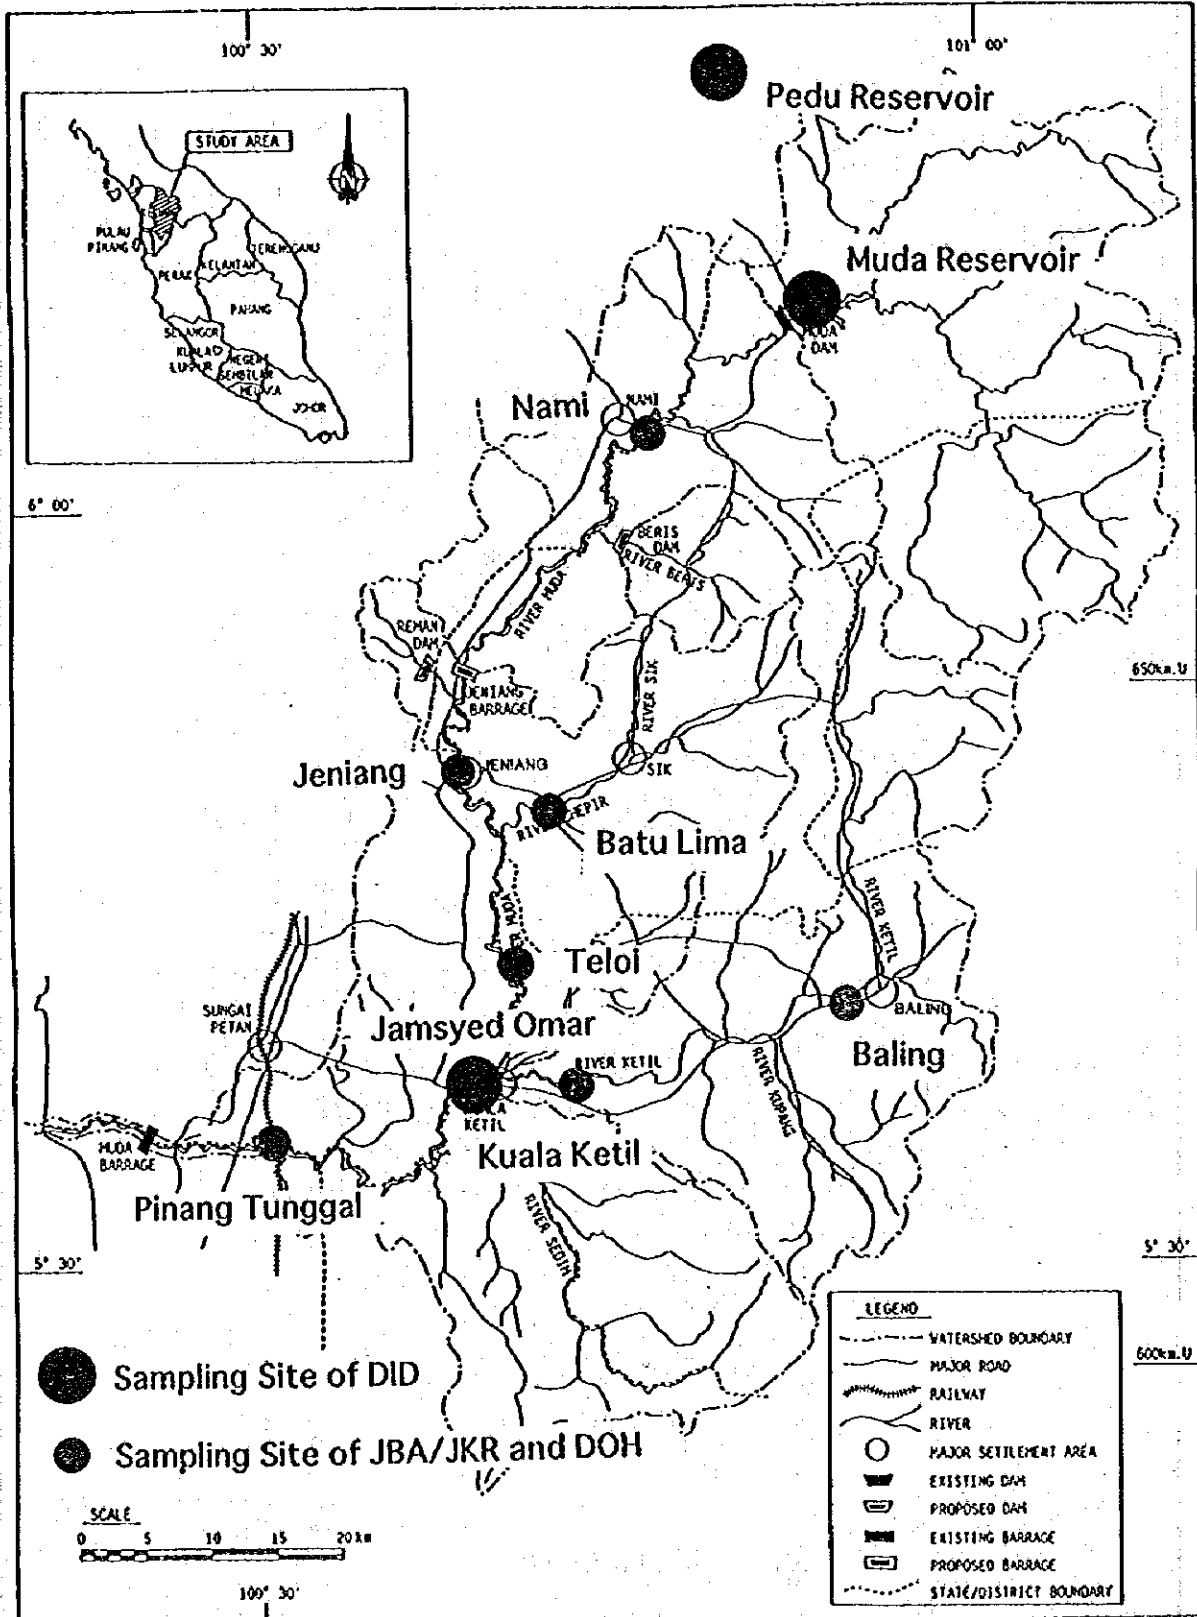 100° 30'
101° 00'
Pedu Reservoir
STUDY AREA
N
PULAU
PINANG
PERAK
KELANTAN
TERENGGANU
PAHANG
SELANGOR
KUALA
LUMPUR
NEGERI
SEMBILAN
MELAKA
JOHOR
Muda Reservoir
MUDA
DAM
Nami
NAMI
6° 00'
BERIS
DAM
RIVER BERIS
RIVER MUDA
REMAN
DAM
JENIANG
BARRAGE
RIVER SIK
650km.U
Jeniang
JENIANG
SIK
RIVER CHEPIR
Batu Lima
RIVER MUDA
RIVER KETIL
Teloi
SUNGAI
PETANI
BALING
Jamsyed Omar
Baling
RIVER KETIL
KUALA
KETIL
RIVER KUPANG
MUDA
BARRAGE
Kuala Ketil
Pinang Tunggal
RIVER SEDIM
5° 30'
5° 30'
LEGEND
WATERSHED BOUNDARY
MAJOR ROAD
RAILWAY
RIVER
MAJOR SETTLEMENT AREA
EXISTING DAM
PROPOSED DAM
EXISTING BARRAGE
PROPOSED BARRAGE
STATE/DISTRICT BOUNDARY
600km.U
Sampling Site of DID
Sampling Site of JBA/JKR and DOH
SCALE
0 5 10 15 20 km
100° 30'